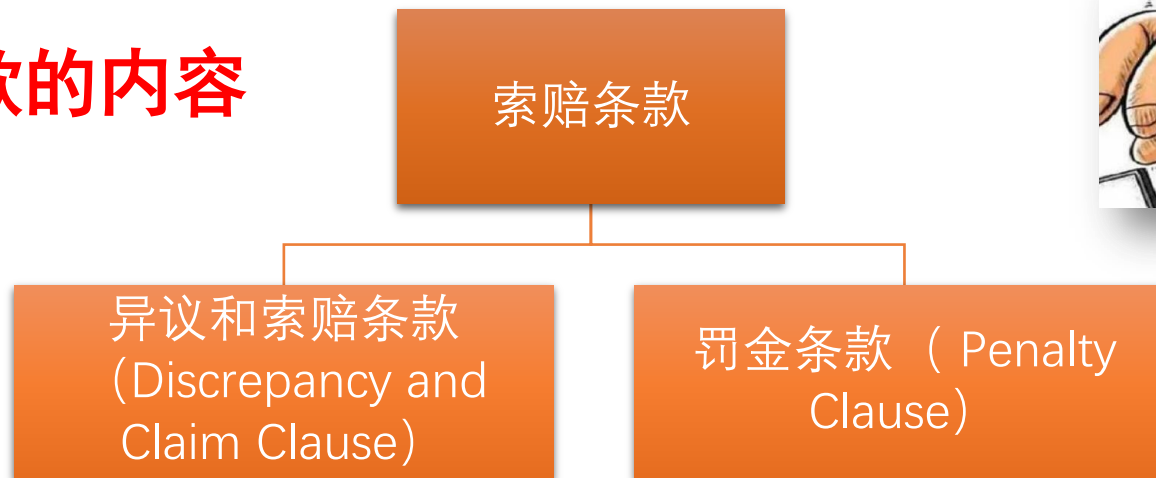 款的内容
索赔条款
异议和索赔条款
（Discrepancy and
Claim Clause）
罚金条款（ Penalty
Clause）